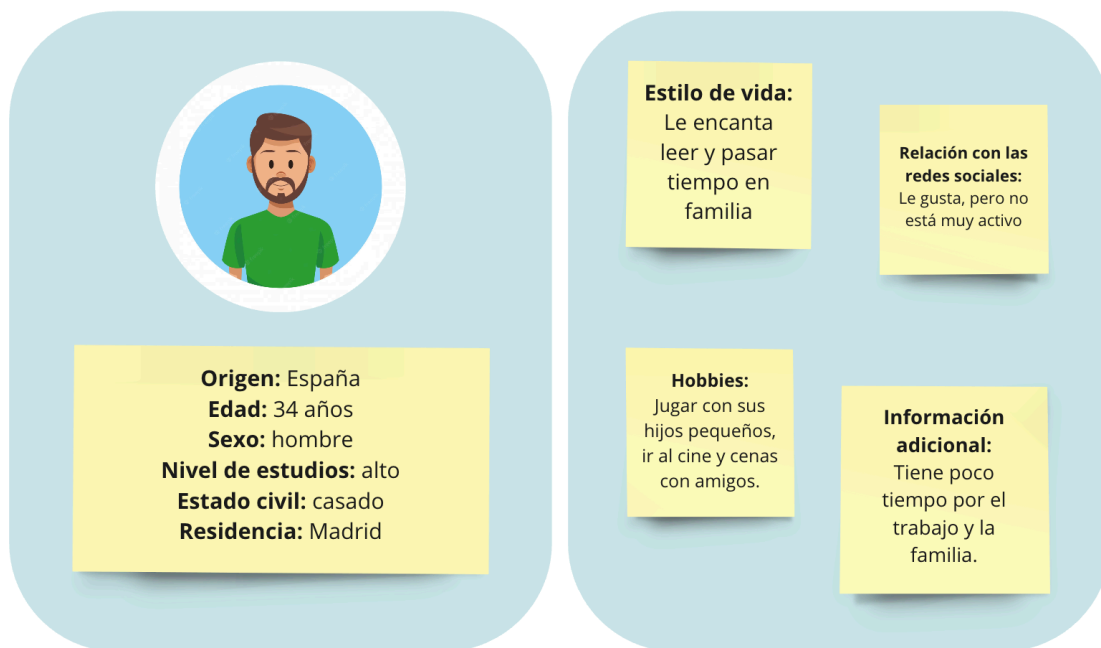 Origen: España
Edad: 34 años
Sexo: hombre
Nivel de estudios: alto
Estado civil: casado
Residencia: Madrid
Estilo de vida:
Le encanta
leer y pasar
tiempo en
familia
Relación con las
redes sociales:
Le gusta, pero no
está muy activo
Hobbies:
Jugar con sus
hijos pequeños,
ir al cine y cenas
con amigos.
Información
adicional:
Tiene poco
tiempo por el
trabajo y la
familia.